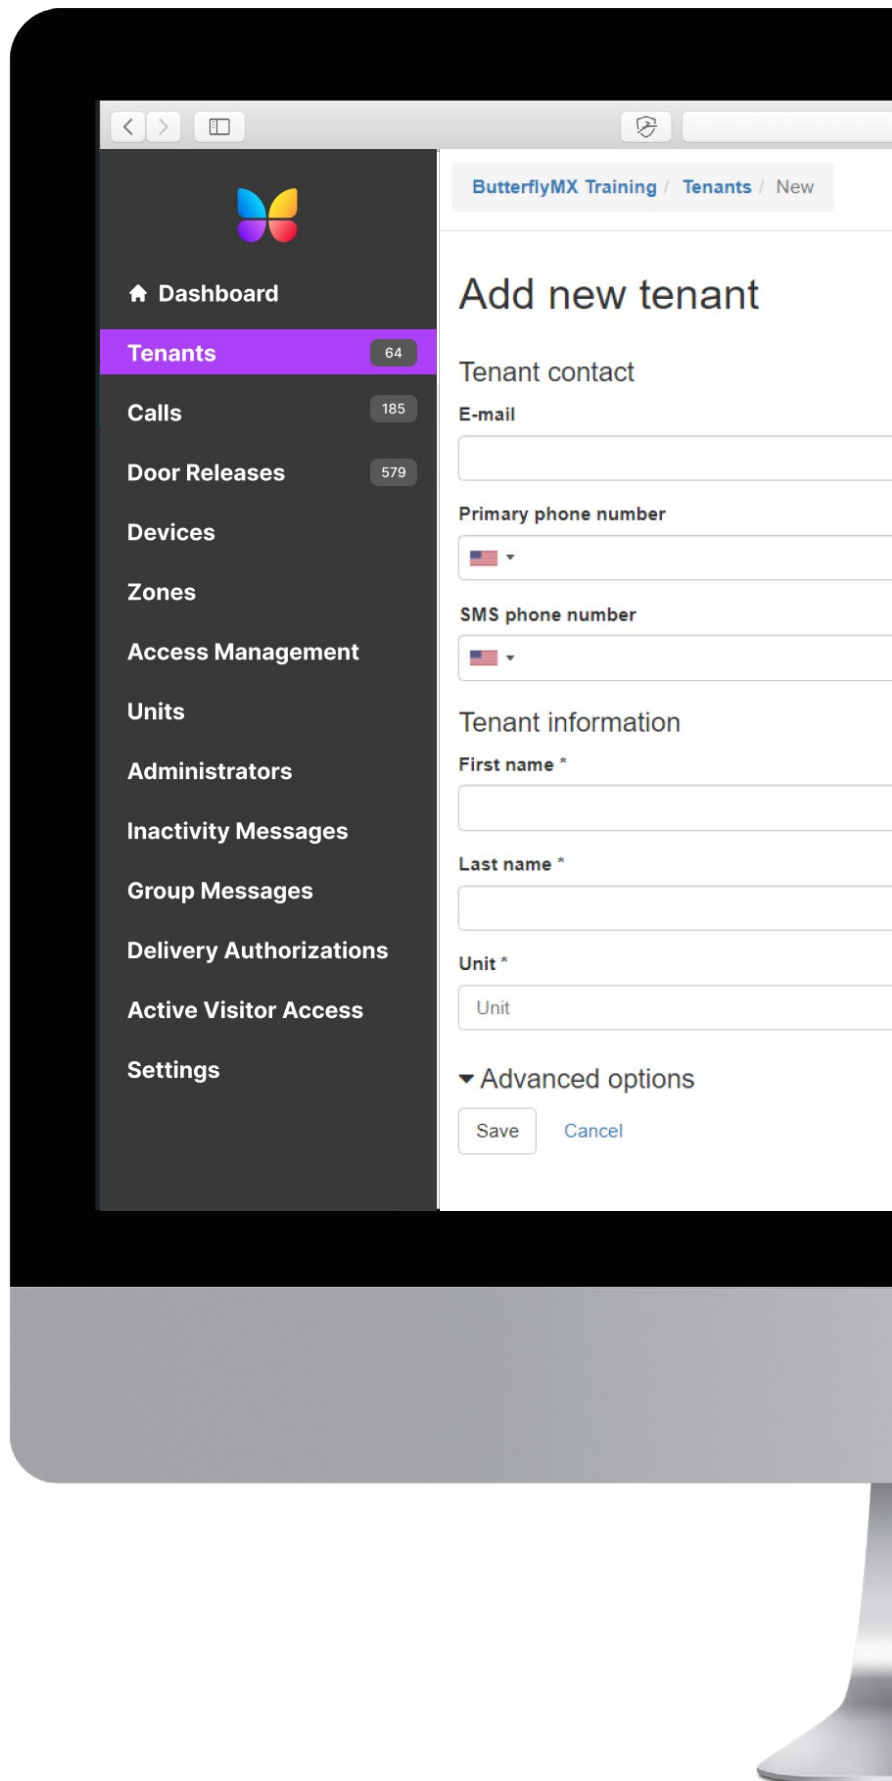 ButterflyMX Training / Tenants / New
Dashboard
Tenants 64
Calls 185
Door Releases 579
Devices
Zones
Access Management
Units
Administrators
Inactivity Messages
Group Messages
Delivery Authorizations
Active Visitor Access
Settings
Add new tenant
Tenant contact
E-mail
Primary phone number
SMS phone number
Tenant information
First name *
Last name *
Unit *
Unit
Advanced options
Save Cancel